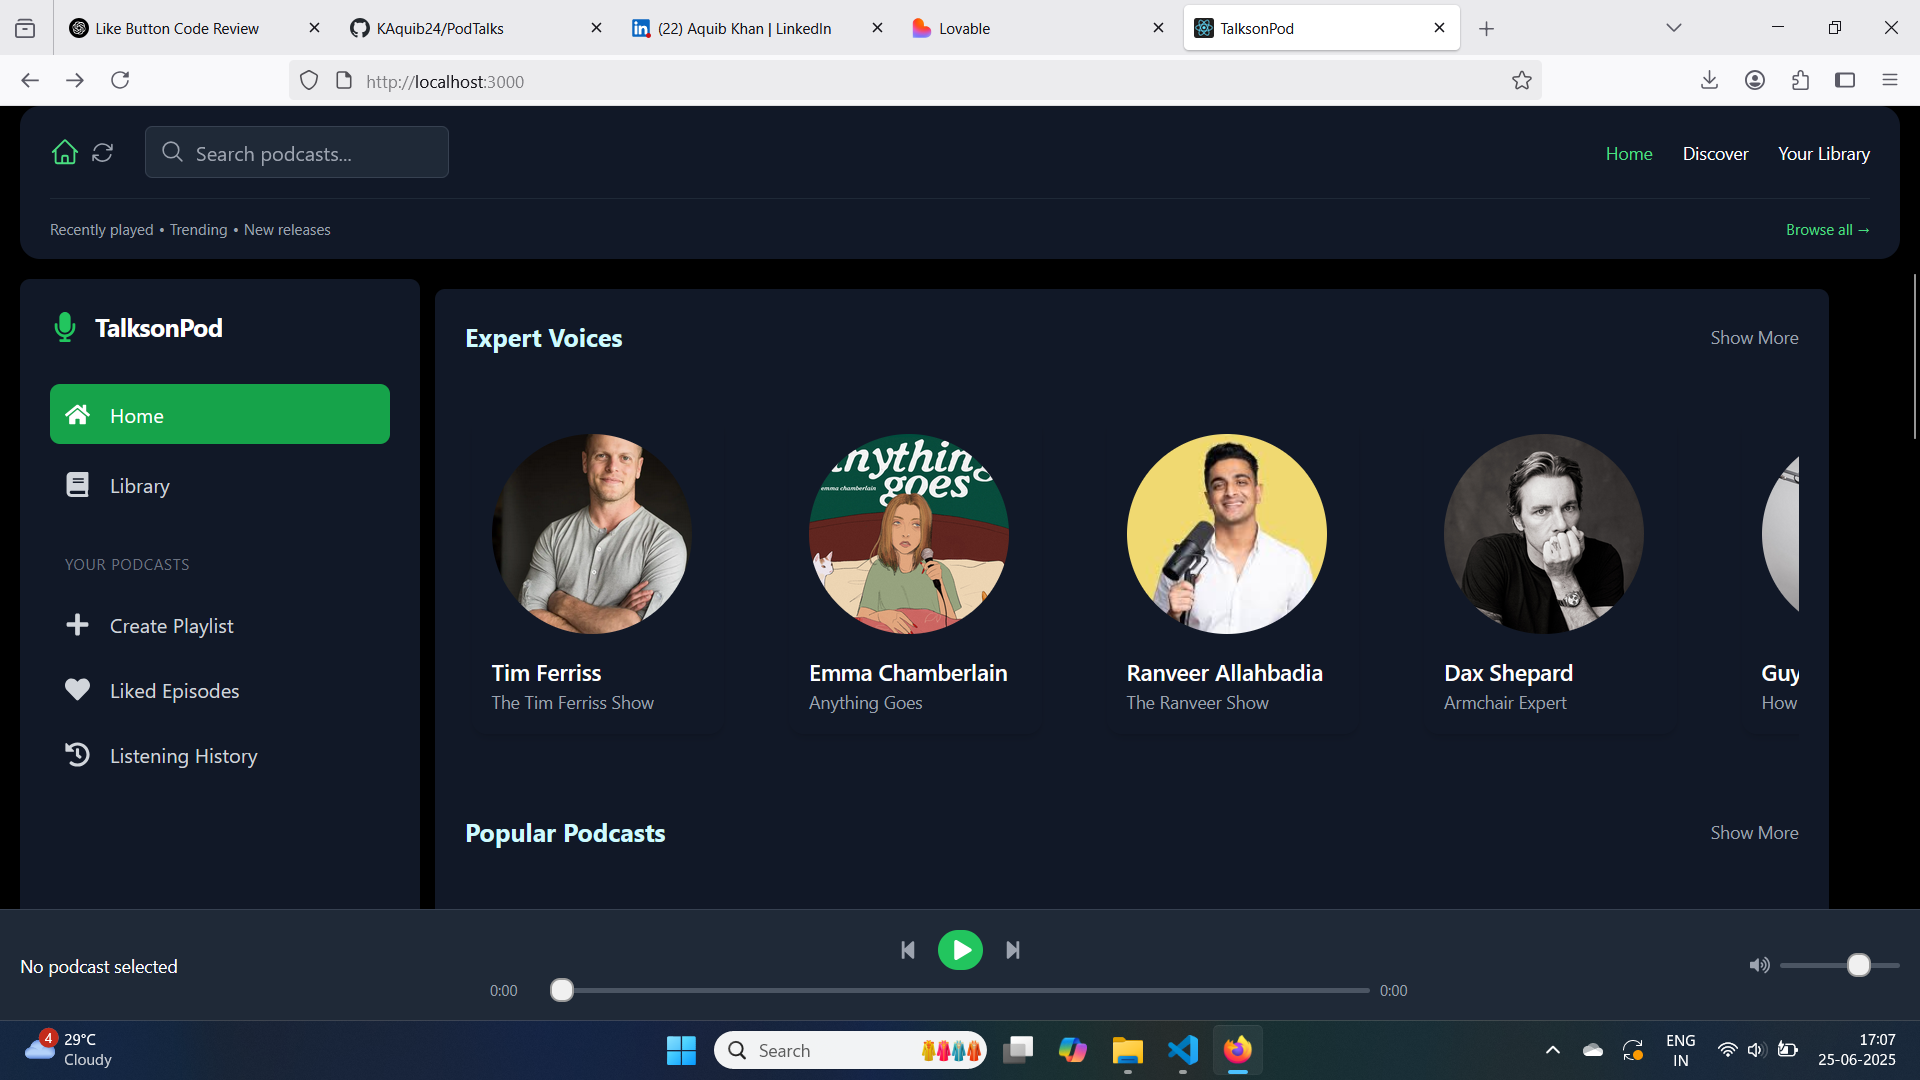 Like Button Code Review
KAquib24/PodTalks
(22) Aquib Khan | LinkedIn
Lovable
TalksonPod
http://localhost:3000
Search podcasts...
Home
Discover
Your Library
Recently played • Trending • New releases
Browse all →
TalksonPod
Home
Library
YOUR PODCASTS
Create Playlist
Liked Episodes
Listening History
Expert Voices
Show More
anything
goes
emma chamberlain
Tim Ferriss
The Tim Ferriss Show
Emma Chamberlain
Anything Goes
Ranveer Allahbadia
The Ranveer Show
Dax Shepard
Armchair Expert
Guy
How
Popular Podcasts
Show More
No podcast selected
0:00
0:00
4
29°C
Cloudy
Search
ENG
IN
17:07
25-06-2025